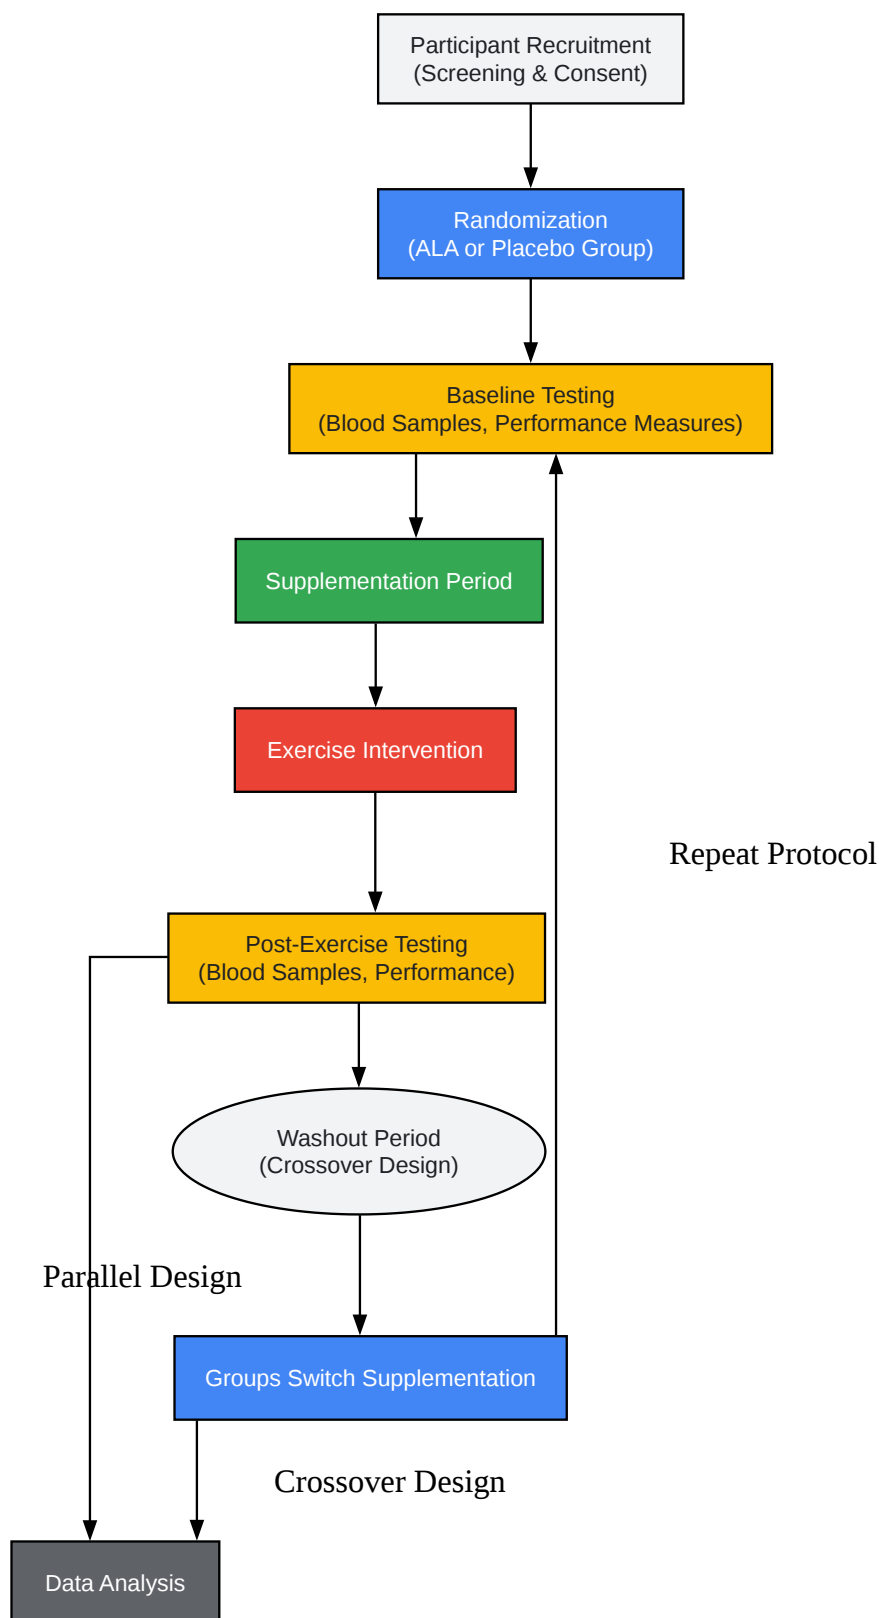 Participant Recruitment
(Screening & Consent)
Randomization
(ALA or Placebo Group)
Baseline Testing
(Blood Samples, Performance Measures)
Supplementation Period
Exercise Intervention
Repeat Protocol
Post-Exercise Testing
(Blood Samples, Performance)
Washout Period
(Crossover Design)
Parallel Design
Groups Switch Supplementation
Crossover Design
Data Analysis